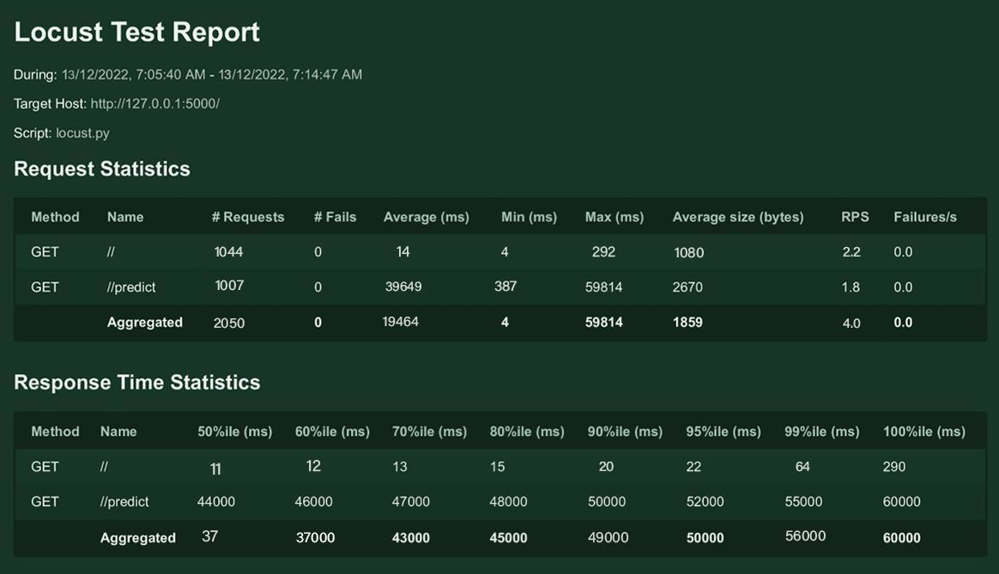 Locust Test Report
During: 13/12/2022, 7:05:40 AM - 13/12/2022, 7:14:47 AM
Target Host: http://127.0.0.1:5000/
Script: locust.py
Request Statistics
Method Name # Requests # Fails Average (ms) Min (ms) Max (ms) Average size (bytes) RPS Failures/s
GET // 1044 0 14 4 292 1080 2.2 0.0
GET //predict 1007 0 39649 387 59814 2670 1.8 0.0
Aggregated 2050 0 19464 4 59814 1859 4.0 0.0
Response Time Statistics
Method Name 50%ile (ms) 60%ile (ms) 70%ile (ms) 80%ile (ms) 90%ile (ms) 95%ile (ms) 99%ile (ms) 100%ile (ms)
GET // 11 12 13 15 20 22 64 290
GET //predict 44000 46000 47000 48000 50000 52000 55000 60000
Aggregated 37 37000 43000 45000 49000 50000 56000 60000